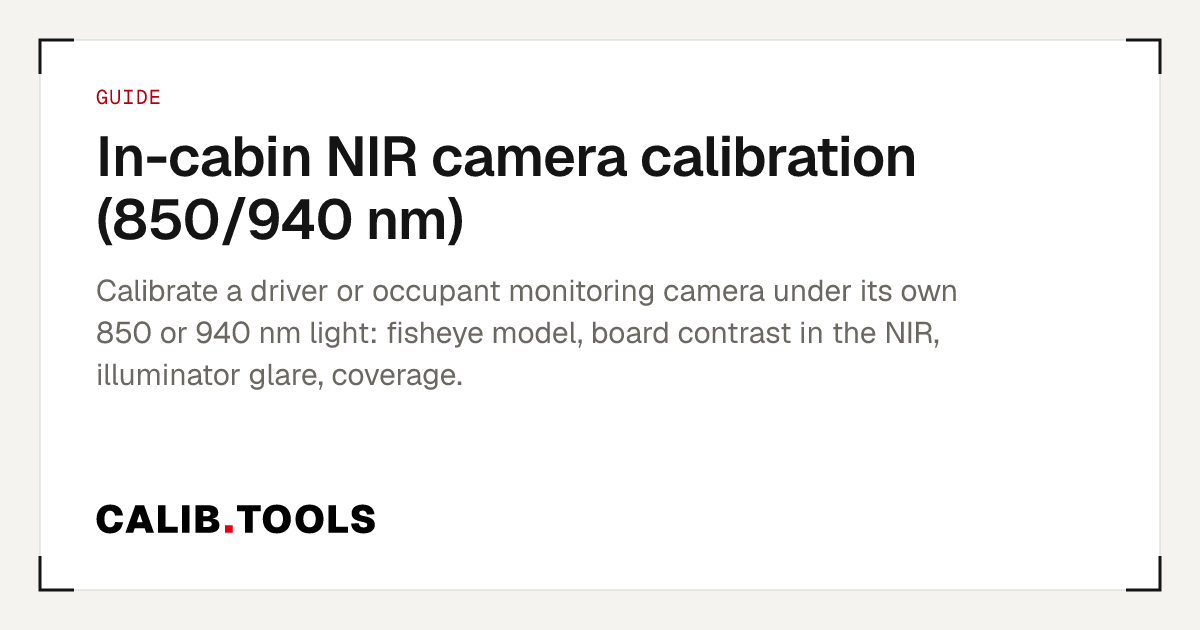 GUIDE
In-cabin NIR camera calibration
(850/940 nm)
Calibrate a driver or occupant monitoring camera under its own
850 or 940 nm light: fisheye model, board contrast in the NIR,
illuminator glare, coverage.
CALIB.TOOLS